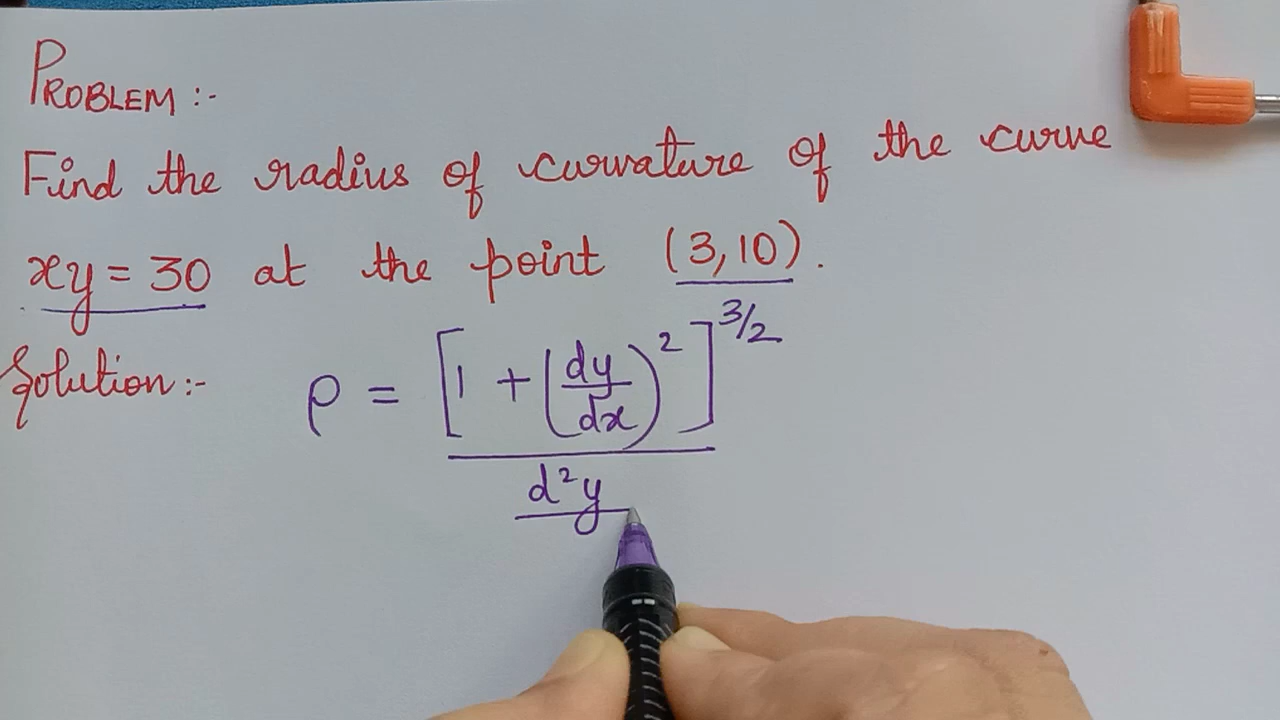 PROBLEM :-
Find the radius of curvature of the curve
xy = 30 at the point (3,10).
Solution:- ρ = [1 + (dy/dx)²]^3/2
d²y